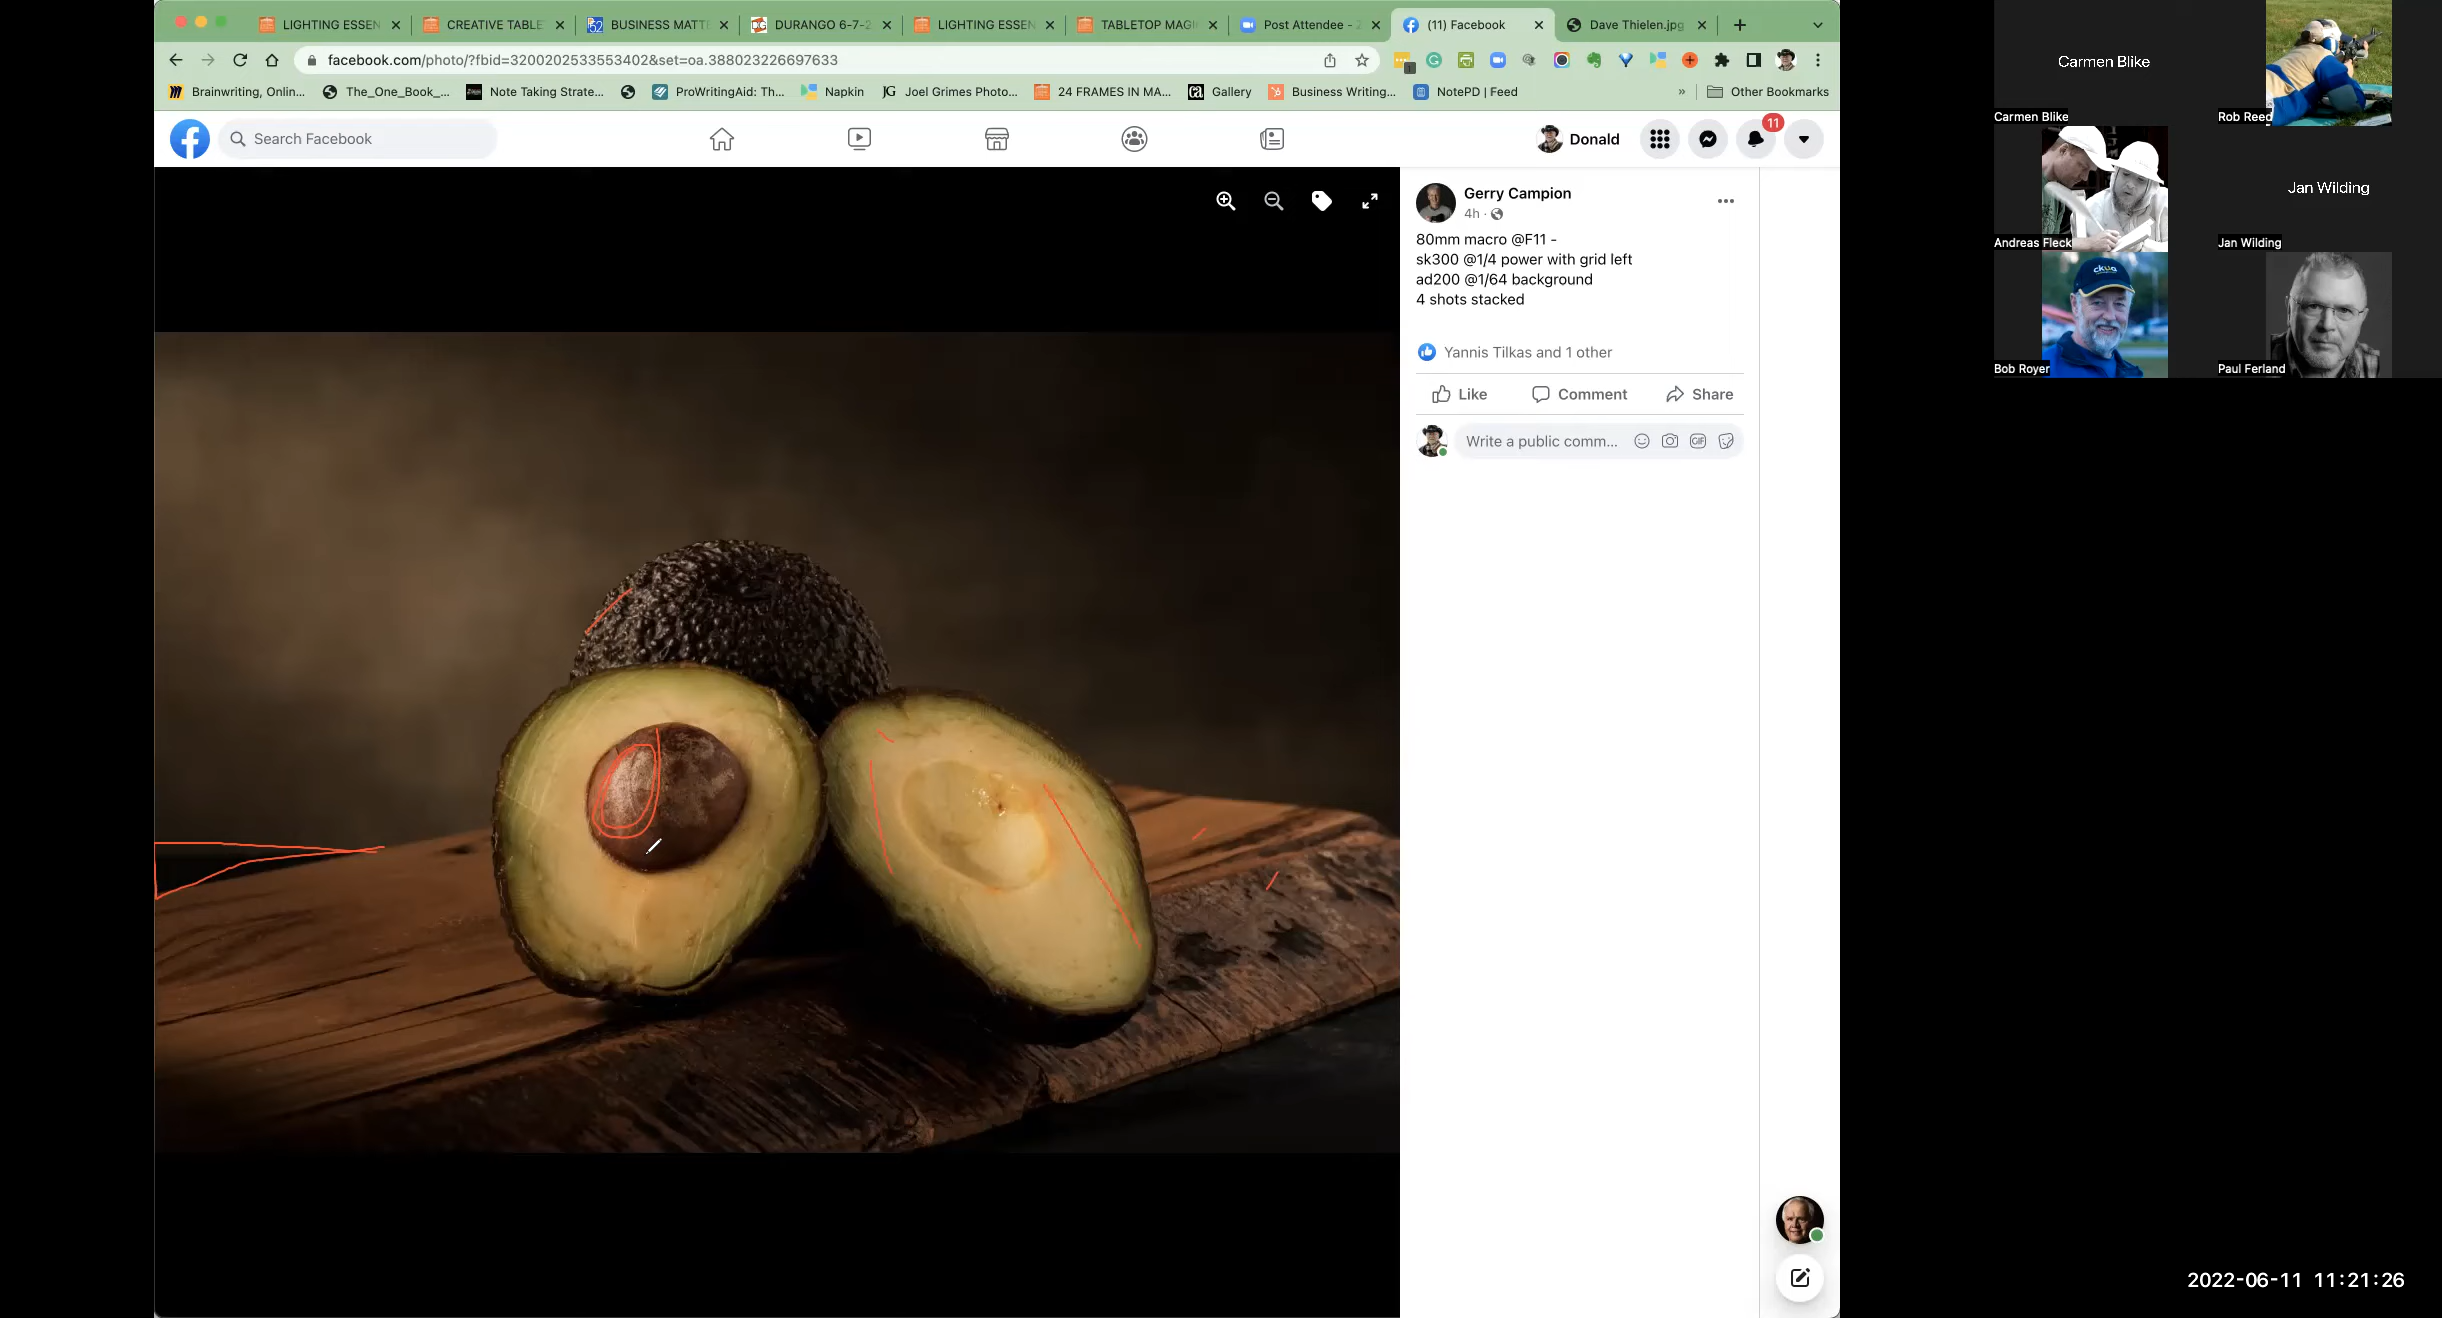 LIGHTING ESSEN
CREATIVE TABLE
BUSINESS MATT
DURANGO 6-7-2
LIGHTING ESSEN
TABLETOP MAGI
Post Attendee - Z
(11) Facebook
Dave Thielen.jpg
facebook.com/photo/?fbid=3200202533553402&set=oa.388023226697633
Brainwriting, Onlin...
The_One_Book_...
Note Taking Strate...
ProWritingAid: Th...
Napkin
JG Joel Grimes Photo...
24 FRAMES IN MA...
Gallery
Business Writing...
NotePD | Feed
»
Other Bookmarks
Search Facebook
Donald
11
Gerry Campion
4h ·
80mm macro @F11 -
sk300 @1/4 power with grid left
ad200 @1/64 background
4 shots stacked
Yannis Tilkas and 1 other
Like
Comment
Share
Write a public comm...
GIF
Carmen Blike
Carmen Blike
Rob Reed
Jan Wilding
Andreas Fleck
Jan Wilding
ckua
Bob Royer
Paul Ferland
2022-06-11 11:21:26